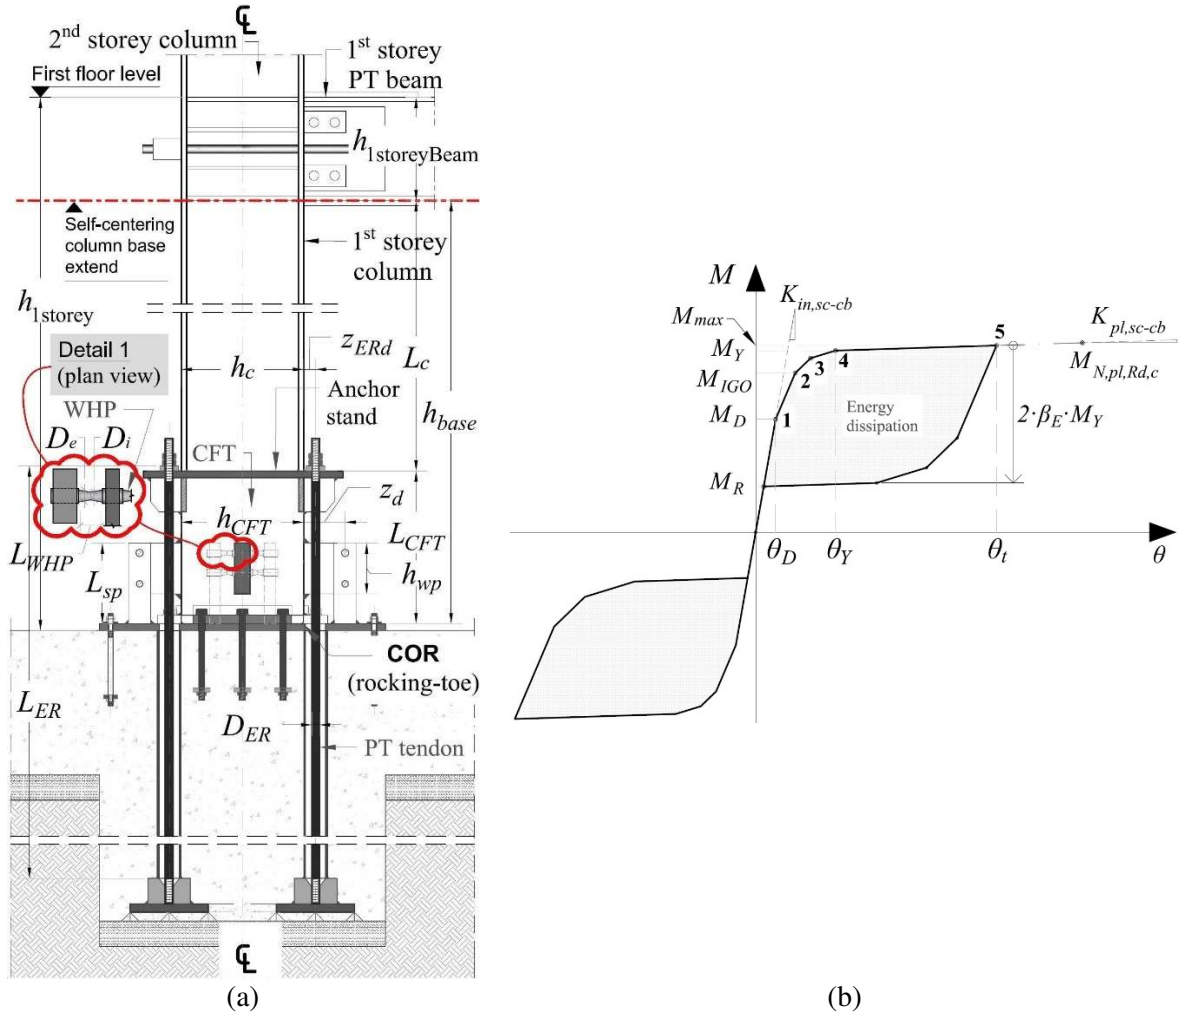 ℄
2nd storey column
1st storey
PT beam
First floor level
h1storeyBeam
Self-centering
column base
extend
1st storey
column
h1storey
Detail 1
(plan view)
WHP
De Di
hc
zERd
Lc
Anchor
stand
hbase
CFT
zd
hCFT
LCFT
LWHP
Lsp
hwp
COR
(rocking-toe)
LER
DER
PT tendon
℄
(a)
M
Kin,sc-cb
Mmax
Kpl,sc-cb
MY
MN,pl,Rd,c
MIGO
MD
MR
1
2
3
4
5
Energy
dissipation
2·βE·MY
θD
θY
θt
θ
(b)